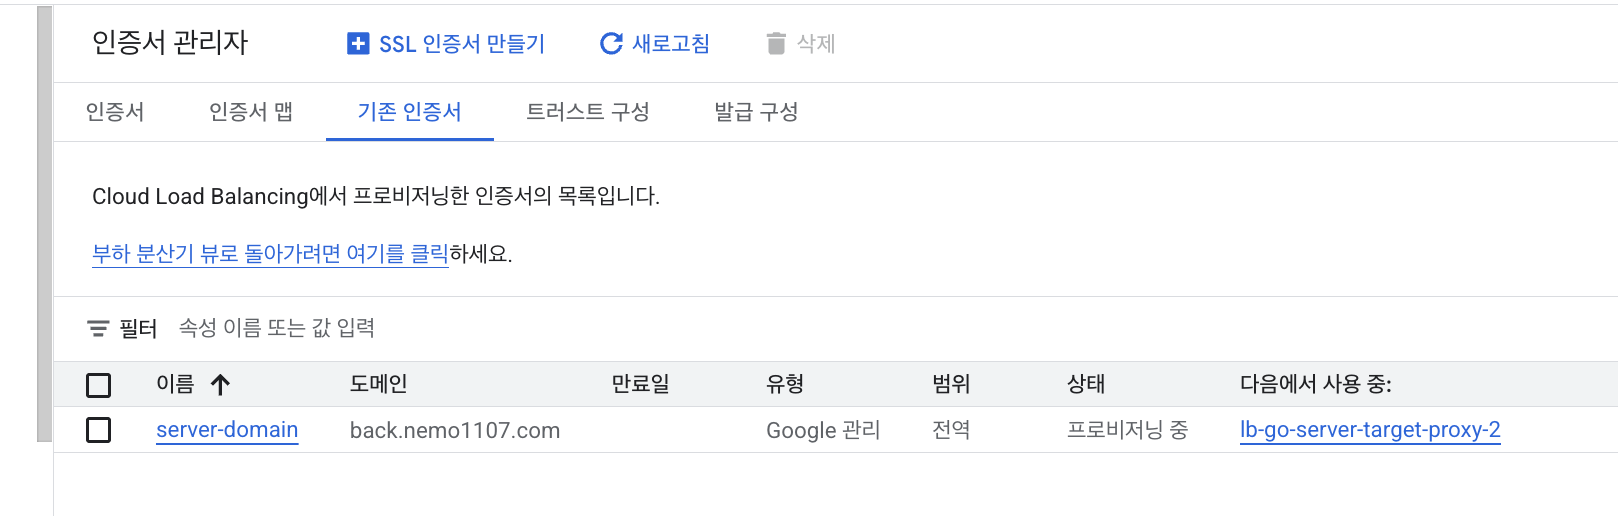 인증서 관리자 SSL 인증서 만들기 새로고침 삭제
인증서 인증서 맵 기존 인증서 트러스트 구성 발급 구성
Cloud Load Balancing에서 프로비저닝한 인증서의 목록입니다.
부하 분산기 뷰로 돌아가려면 여기를 클릭하세요.
필터 속성 이름 또는 값 입력
이름 도메인 만료일 유형 범위 상태 다음에서 사용 중:
server-domain back.nemo1107.com Google 관리 전역 프로비저닝 중 lb-go-server-target-proxy-2